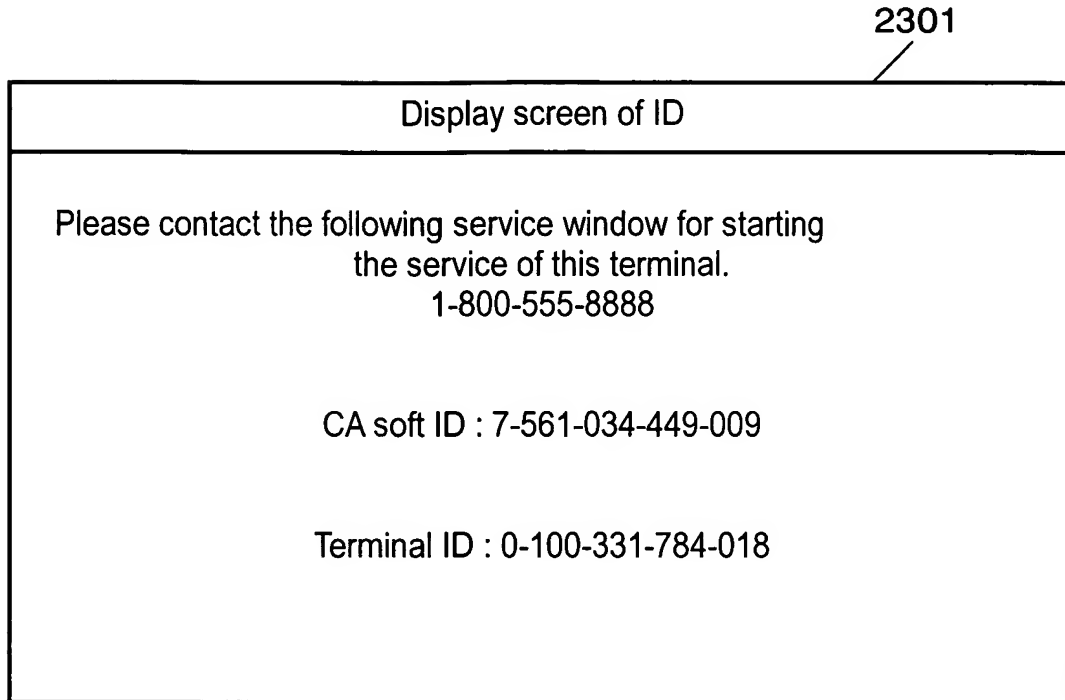 2301
Display screen of ID
Please contact the following service window for starting
the service of this terminal.
1-800-555-8888
CA soft ID : 7-561-034-449-009
Terminal ID : 0-100-331-784-018